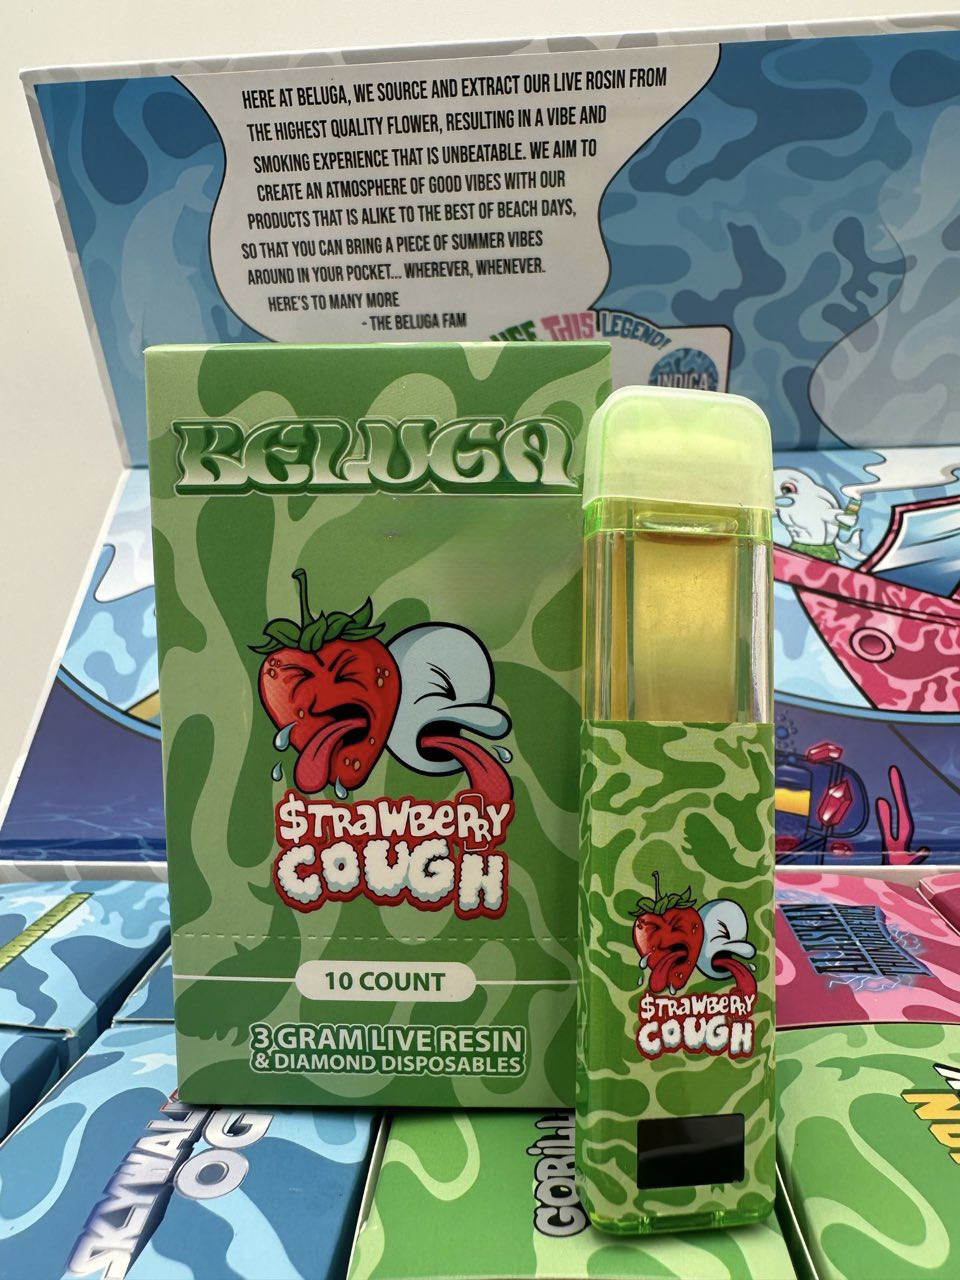 HERE AT BELUGA, WE SOURCE AND EXTRACT OUR LIVE ROSIN FROM
THE HIGHEST QUALITY FLOWER, RESULTING IN A VIBE AND
SMOKING EXPERIENCE THAT IS UNBEATABLE. WE AIM TO
CREATE AN ATMOSPHERE OF GOOD VIBES WITH OUR
PRODUCTS THAT IS ALIKE TO THE BEST OF BEACH DAYS,
SO THAT YOU CAN BRING A PIECE OF SUMMER VIBES
AROUND IN YOUR POCKET... WHEREVER, WHENEVER.
HERE'S TO MANY MORE
- THE BELUGA FAM
THIS LEGEND!
INDICA
BELUGA
$TRAWBERRY
COUGH
10 COUNT
3 GRAM LIVE RESIN
& DIAMOND DISPOSABLES
$TRAWBERRY
COUGH
ALASKAN
THUNDER
SKYWAL
OG
GORILL